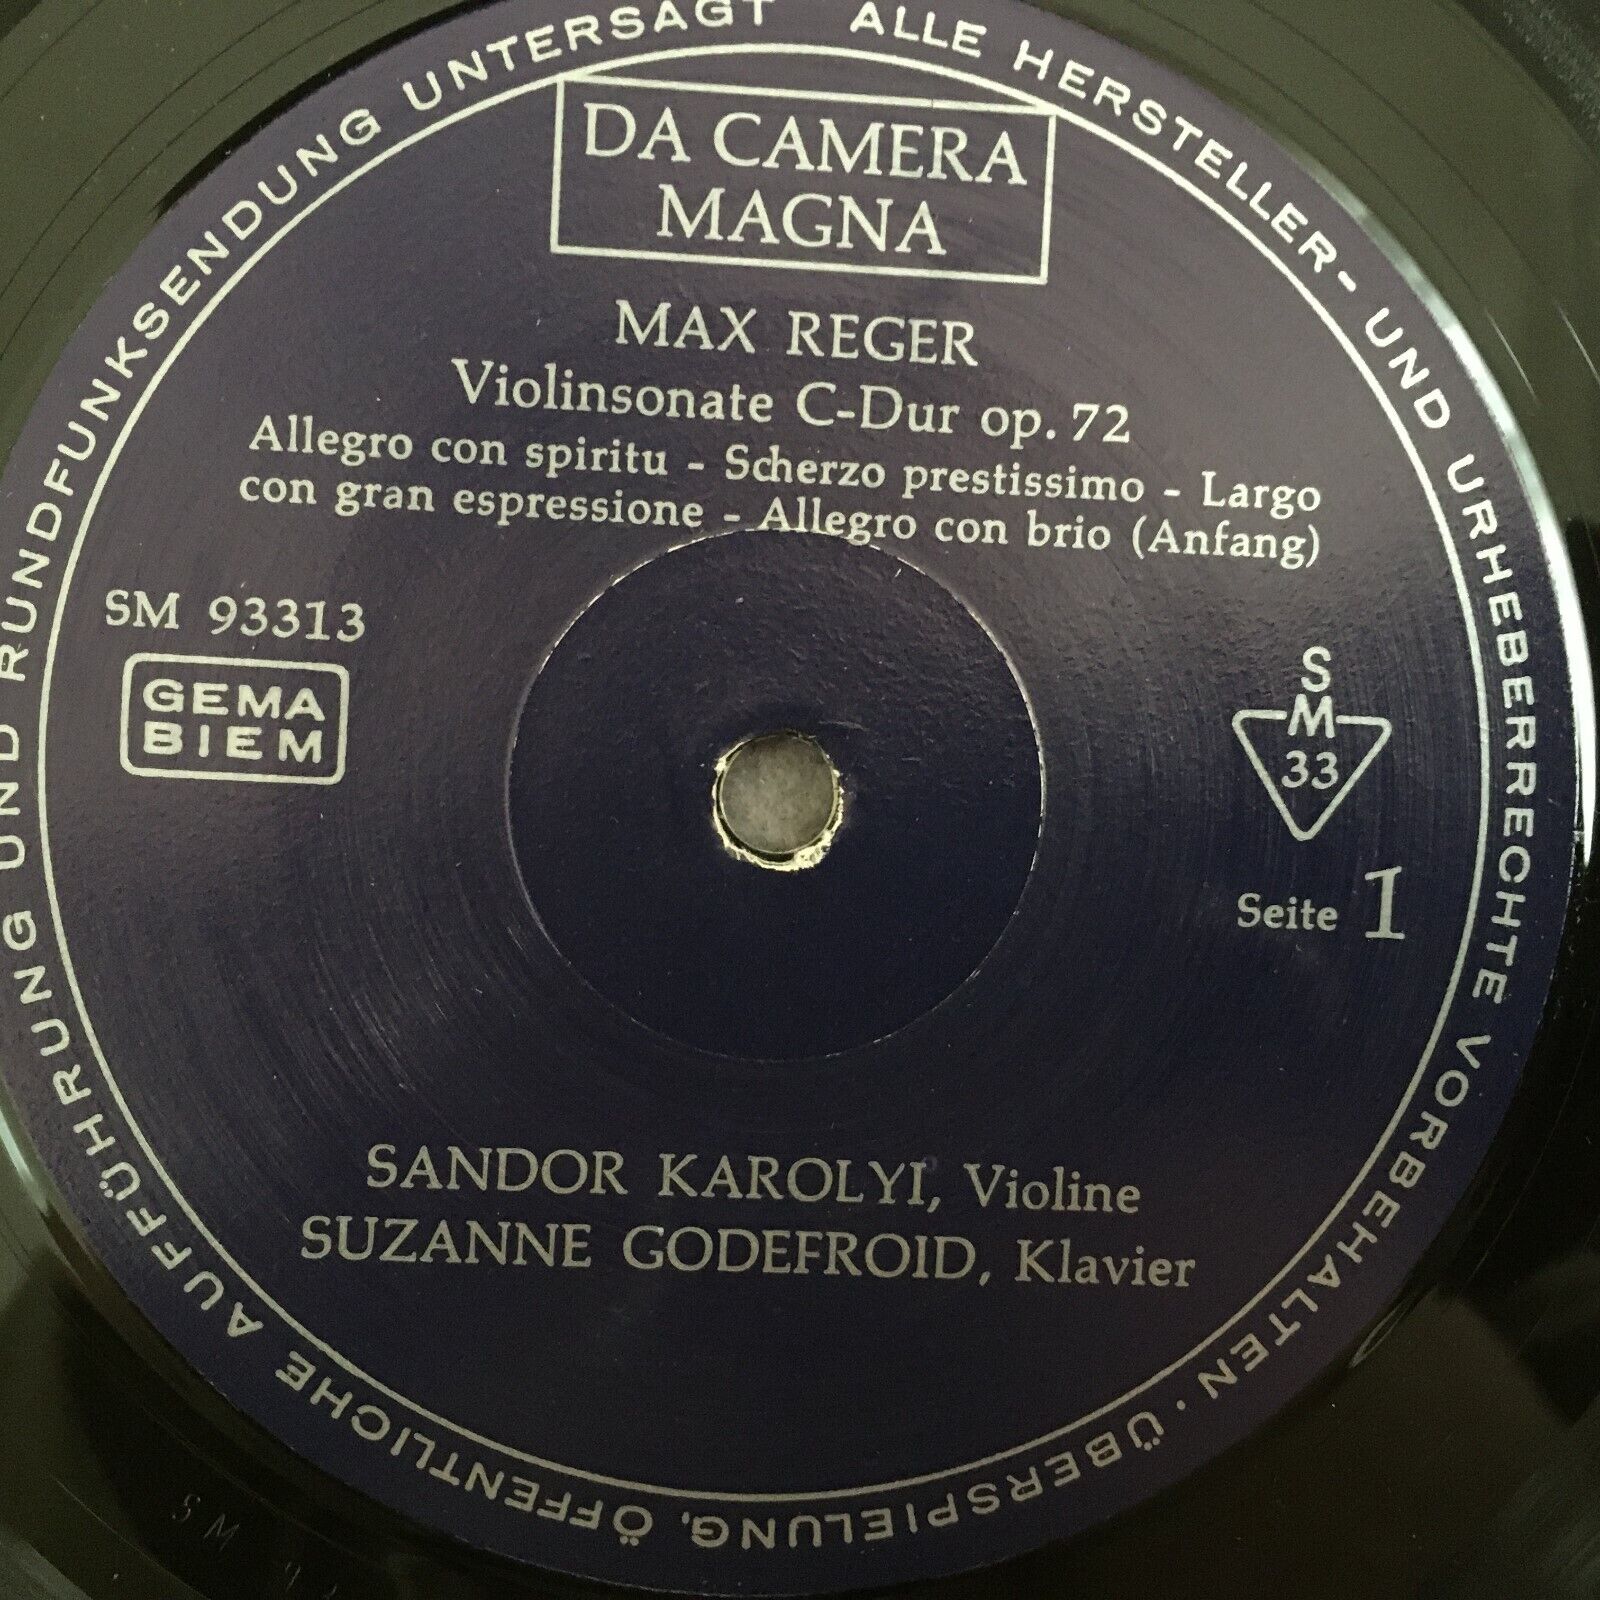 DA CAMERA
MAGNA
MAX REGER
Violinsonate C-Dur op. 72
Allegro con spiritu - Scherzo prestissimo - Largo
con gran espressione - Allegro con brio (Anfang)
SM 93313
GEMA
BIEM
S
M
33
Seite 1
SANDOR KAROLYI, Violine
SUZANNE GODEFROID, Klavier
ALLE HERSTELLER- UND URHEBERRECHTE VORBEHALTEN · ÜBERSPIELUNG, ÖFFENTLICHE AUFFÜHRUNG UND RUNDFUNKSENDUNG UNTERSAGT
SM